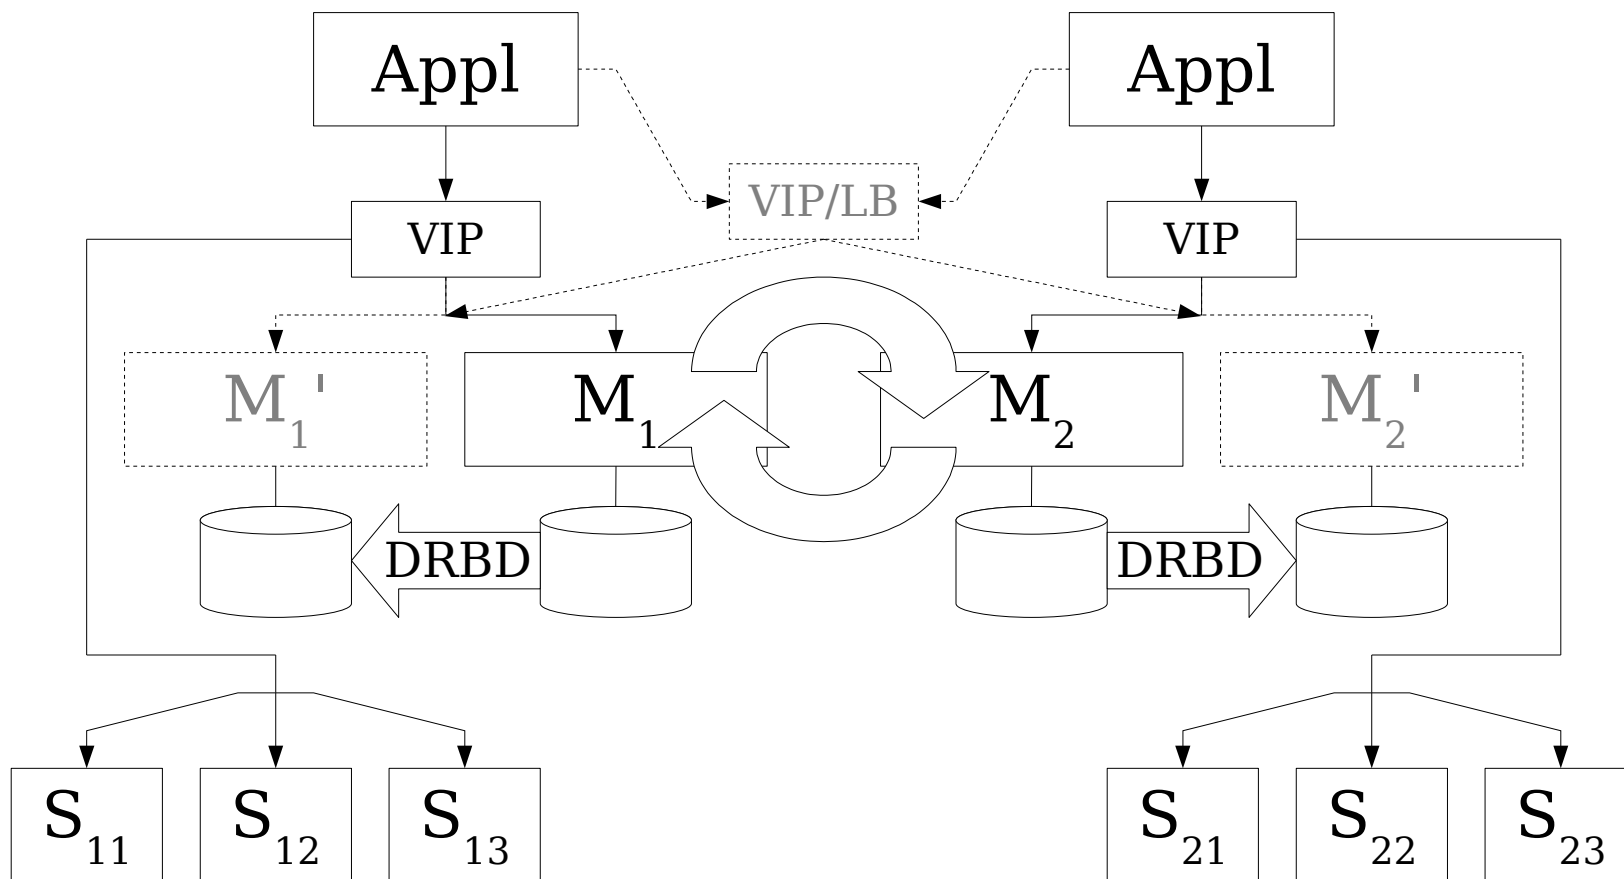 Appl
Appl
VIP/LB
VIP
VIP
M1'
M1
M2
M2'
DRBD
DRBD
S11
S12
S13
S21
S22
S23